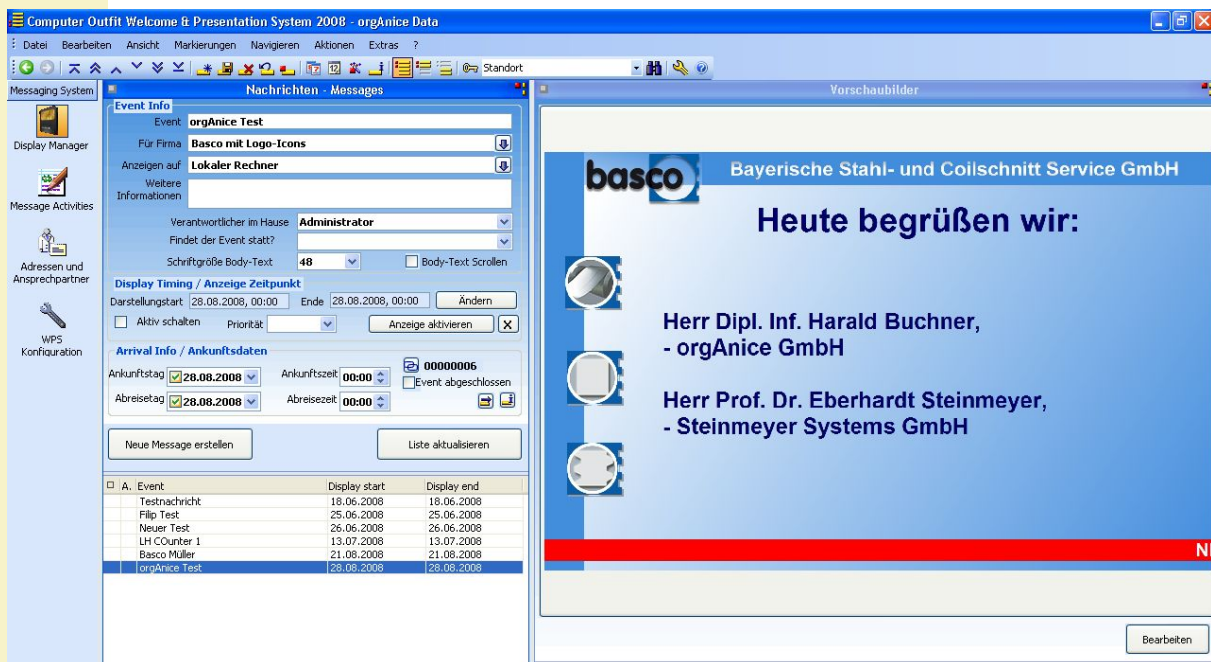 Computer Outfit Welcome & Presentation System 2008 - orgAnice Data
Datei Bearbeiten Ansicht Markierungen Navigieren Aktionen Extras ?
Standort
Messaging System
Display Manager
Message Activities
Adressen und
Ansprechpartner
WPS
Konfiguration
Nachrichten - Messages
Event Info
Event orgAnice Test
Für Firma Basco mit Logo-Icons
Anzeigen auf Lokaler Rechner
Weitere
Informationen
Verantwortlicher im Hause Administrator
Findet der Event statt?
Schriftgröße Body-Text 48 Body-Text Scrollen
Display Timing / Anzeige Zeitpunkt
Darstellungstart 28.08.2008, 00:00 Ende 28.08.2008, 00:00 Ändern
Aktiv schalten Priorität Anzeige aktivieren X
Arrival Info / Ankunftsdaten
00000006
Ankunftstag 28.08.2008 Ankunftszeit 00:00 Event abgeschlossen
Abreisetag 28.08.2008 Abreisezeit 00:00
Neue Message erstellen Liste aktualisieren
A. Event Display start Display end
Testnachricht 18.06.2008 18.06.2008
Filip Test 25.06.2008 25.06.2008
Neuer Test 26.06.2008 26.06.2008
LH COunter 1 13.07.2008 13.07.2008
Basco Müller 21.08.2008 21.08.2008
orgAnice Test 28.08.2008 28.08.2008
Vorschaubilder
basco Bayerische Stahl- und Coilschnitt Service GmbH
Heute begrüßen wir:
Herr Dipl. Inf. Harald Buchner,
- orgAnice GmbH
Herr Prof. Dr. Eberhardt Steinmeyer,
- Steinmeyer Systems GmbH
Bearbeiten